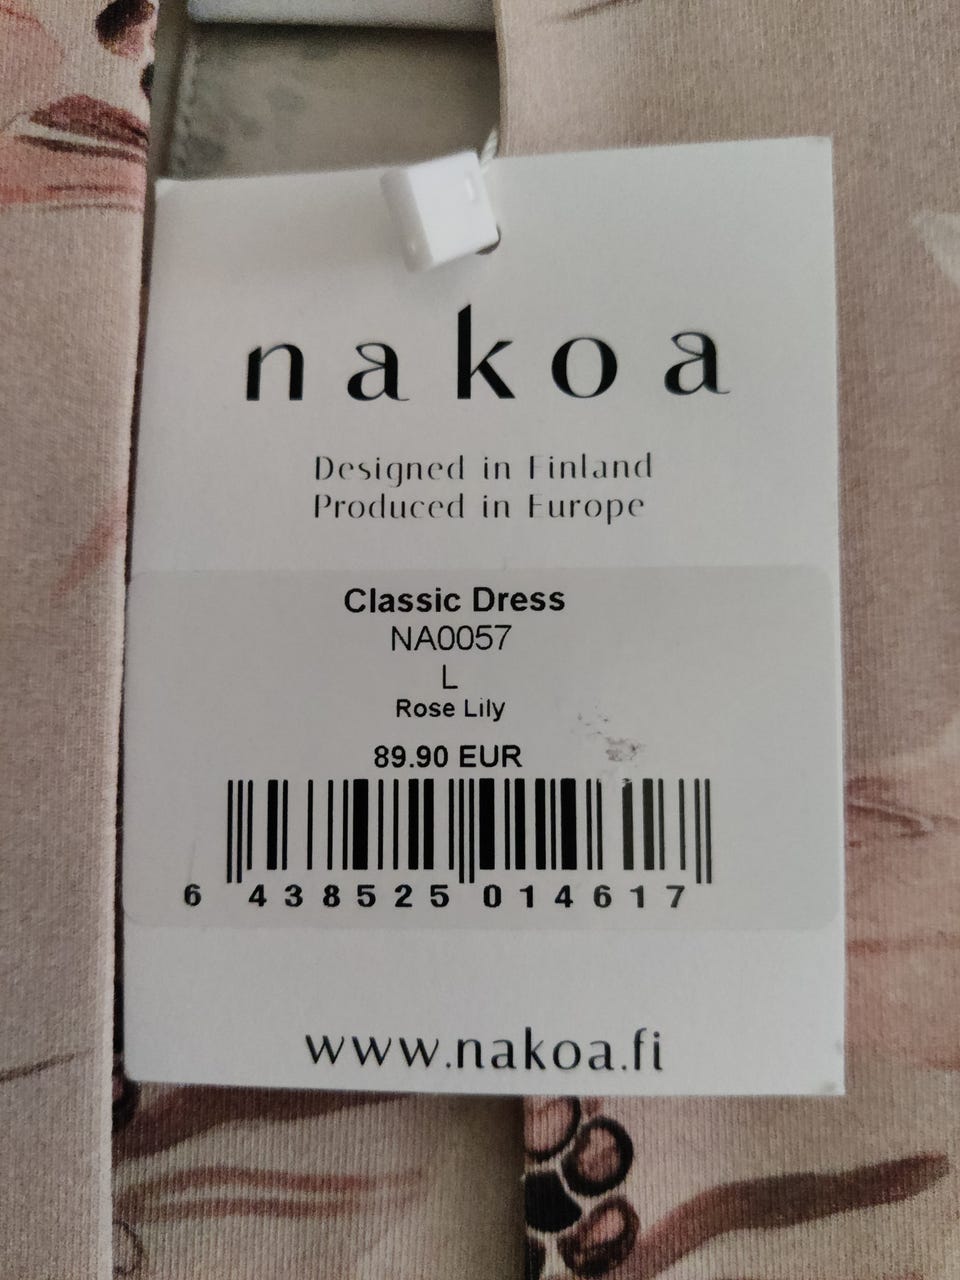 nakoa
Designed in Finland
Produced in Europe
Classic Dress
NA0057
L
Rose Lily
89.90 EUR
6 438525 014617
www.nakoa.fi